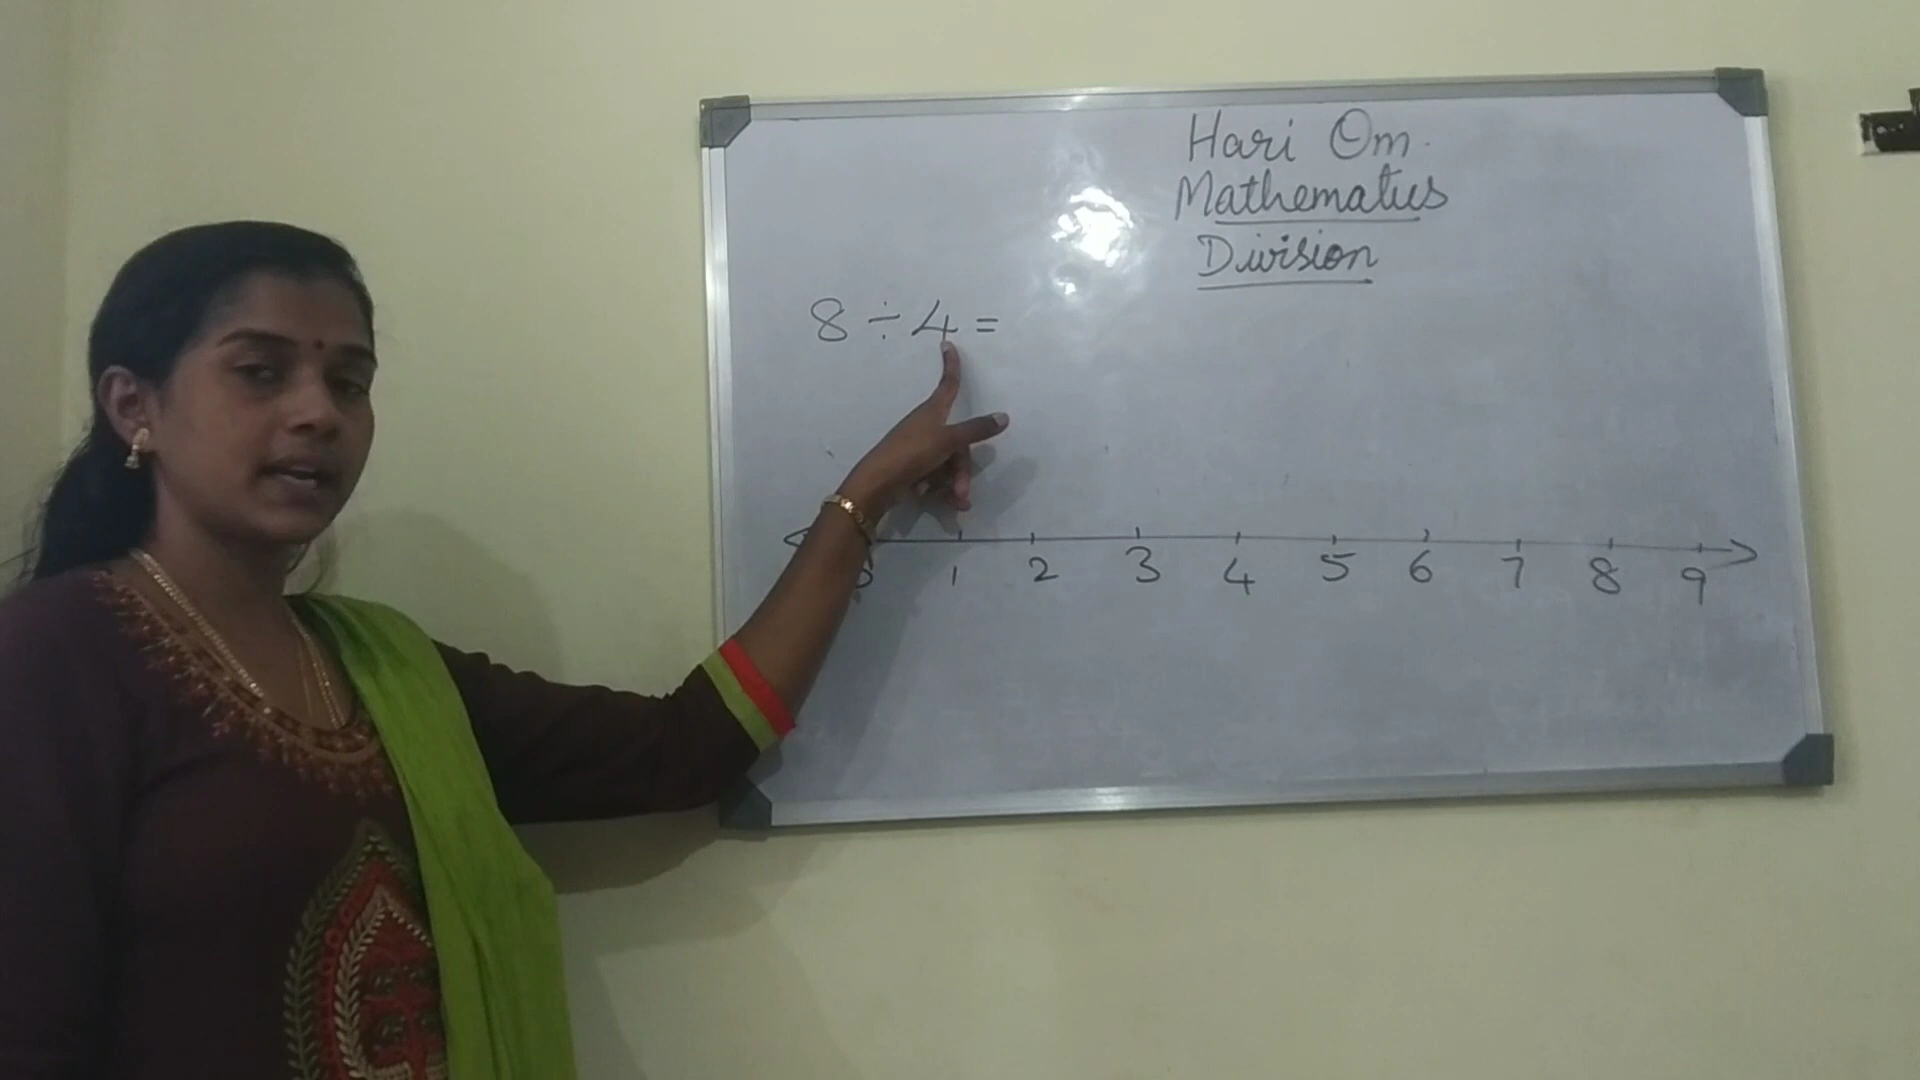 Hari Om.
Mathematics
Division
8 ÷ 4 =
0 1 2 3 4 5 6 7 8 9